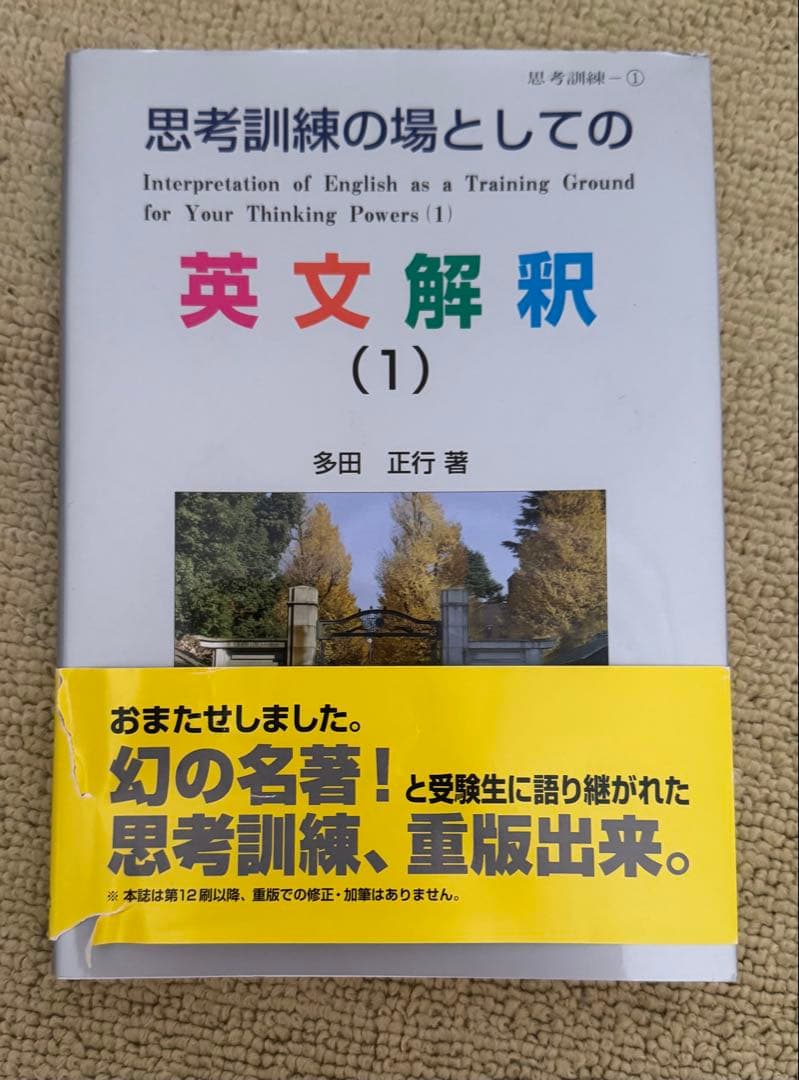 思考訓練－①
思考訓練の場としての
Interpretation of English as a Training Ground
for Your Thinking Powers (1)
英文解釈
(1)
多田 正行 著
おまたせしました。
幻の名著！と受験生に語り継がれた
思考訓練、重版出来。
※ 本誌は第12刷以降、重版での修正・加筆はありません。